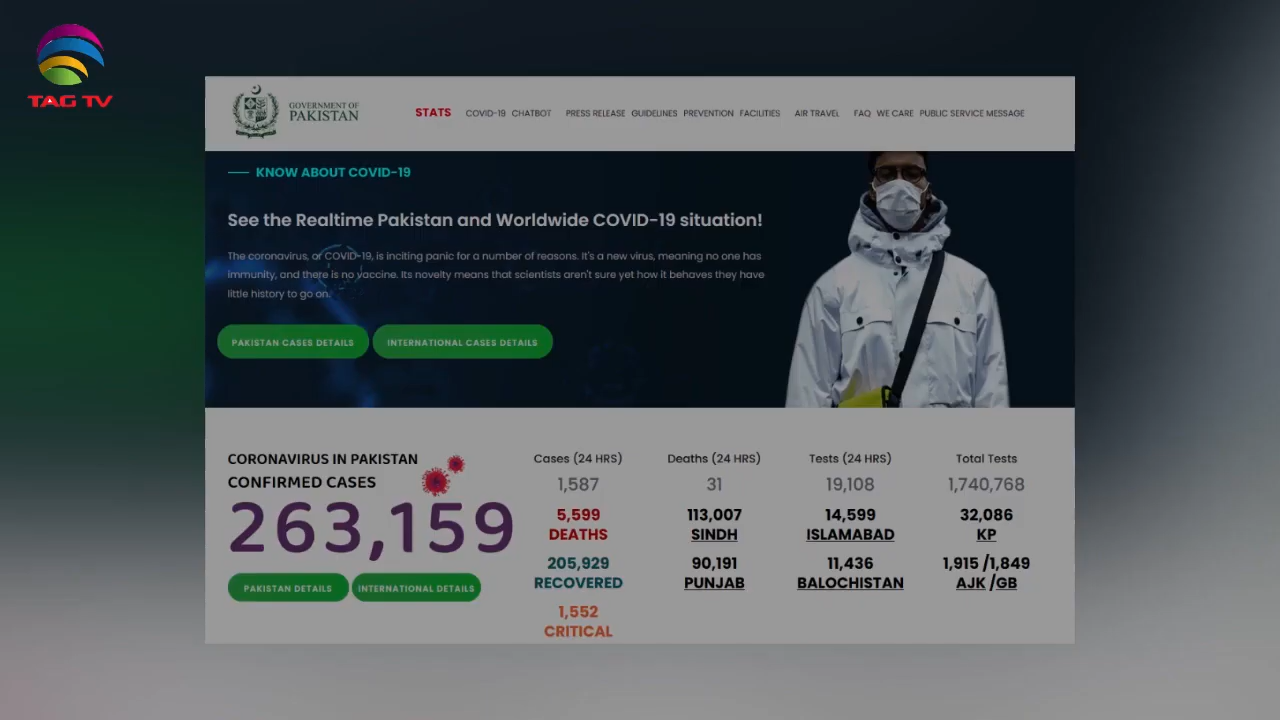 TAG TV
GOVERNMENT OF
PAKISTAN
STATS COVID-19 CHATBOT PRESS RELEASE GUIDELINES PREVENTION FACILITIES AIR TRAVEL FAQ WE CARE PUBLIC SERVICE MESSAGE
KNOW ABOUT COVID-19
See the Realtime Pakistan and Worldwide COVID-19 situation!
The coronavirus, or COVID-19, is inciting panic for a number of reasons. It's a new virus, meaning no one has
immunity, and there is no vaccine. Its novelty means that scientists aren't sure yet how it behaves they have
little history to go on.
PAKISTAN CASES DETAILS INTERNATIONAL CASES DETAILS
CORONAVIRUS IN PAKISTAN
CONFIRMED CASES
263,159
PAKISTAN DETAILS INTERNATIONAL DETAILS
Cases (24 HRS) Deaths (24 HRS) Tests (24 HRS) Total Tests
1,587 31 19,108 1,740,768
5,599 113,007 14,599 32,086
DEATHS SINDH ISLAMABAD KP
205,929 90,191 11,436 1,915 /1,849
RECOVERED PUNJAB BALOCHISTAN AJK /GB
1,552
CRITICAL